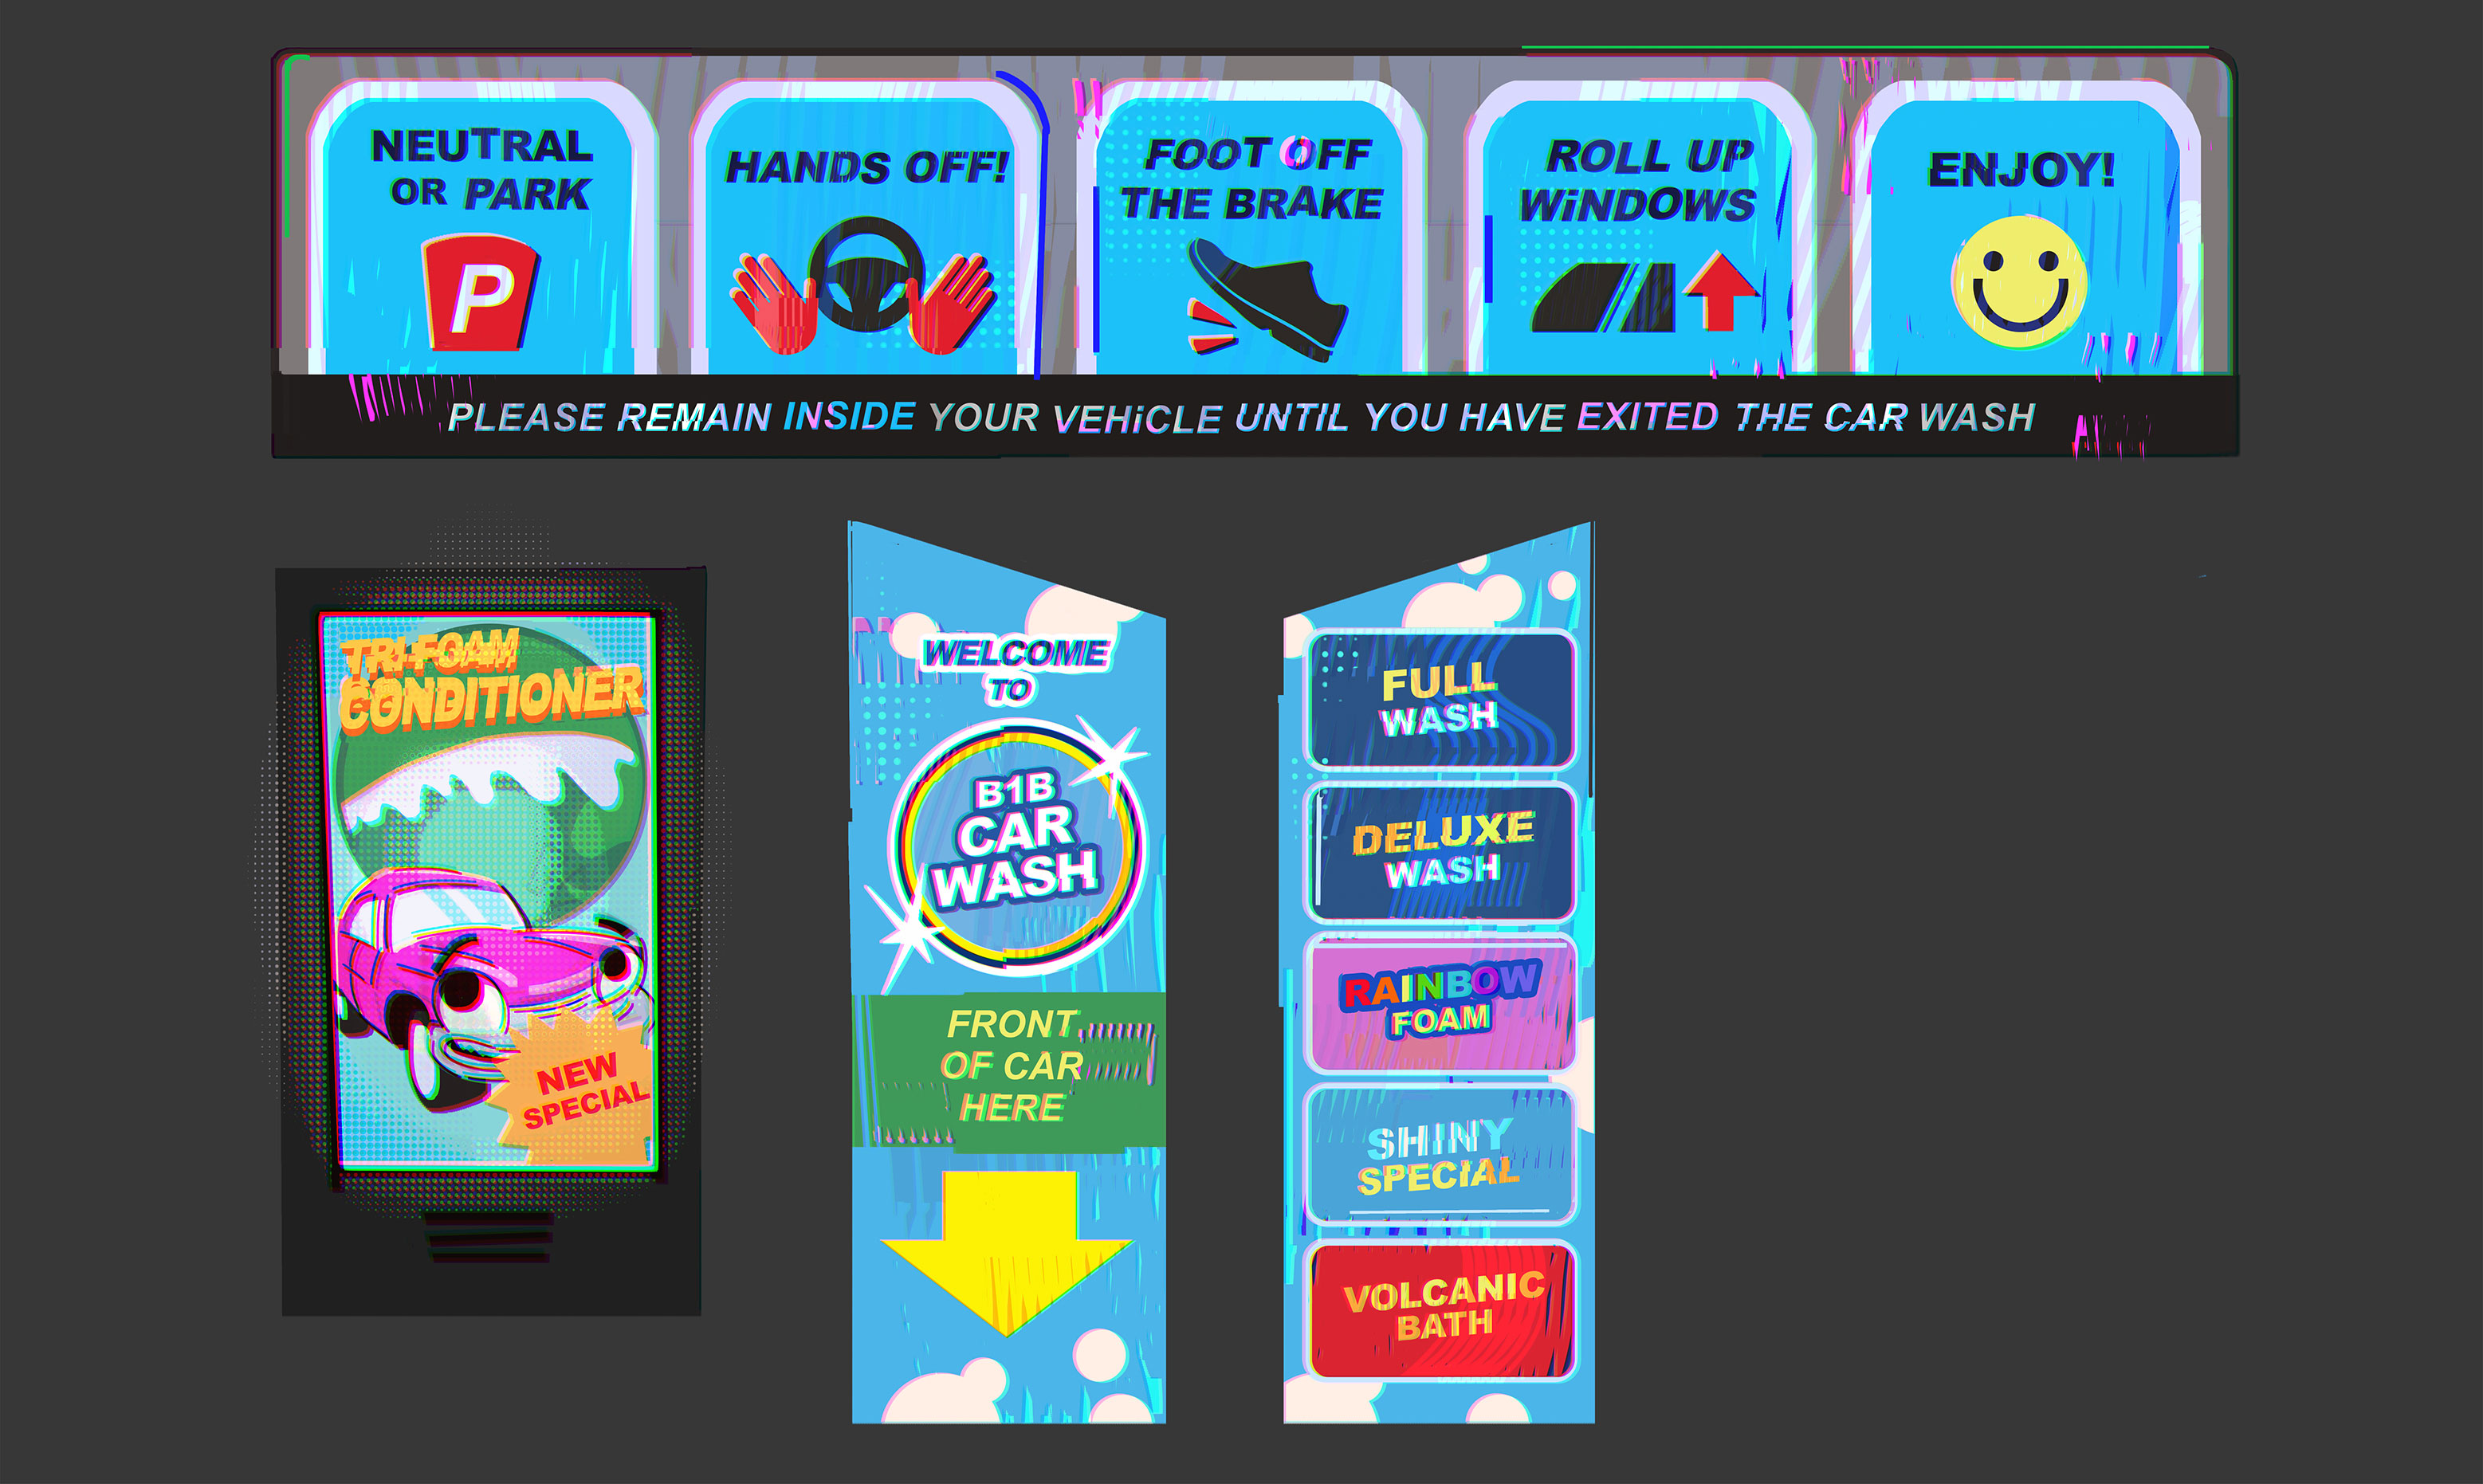 NEUTRAL
OR PARK
P
HANDS OFF!
FOOT OFF
THE BRAKE
ROLL UP
WiNDOWS
ENJOY!
PLEASE REMAIN INSIDE YOUR VEHiCLE UNTIL YOU HAVE EXITED THE CAR WASH
TRI-FOAM
CONDITIONER
NEW
SPECIAL
WELCOME
TO
B1B
CAR
WASH
FRONT
OF CAR
HERE
FULL
WASH
DELUXE
WASH
RAINBOW
FOAM
SHINY
SPECIAL
VOLCANIC
BATH